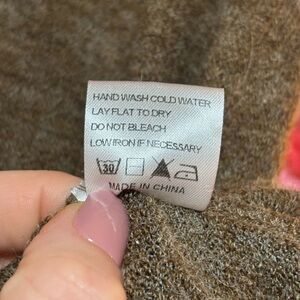 HAND WASH COLD WATER
LAY FLAT TO DRY
DO NOT BLEACH
LOW IRON IF NECESSARY
30
MADE IN CHINA